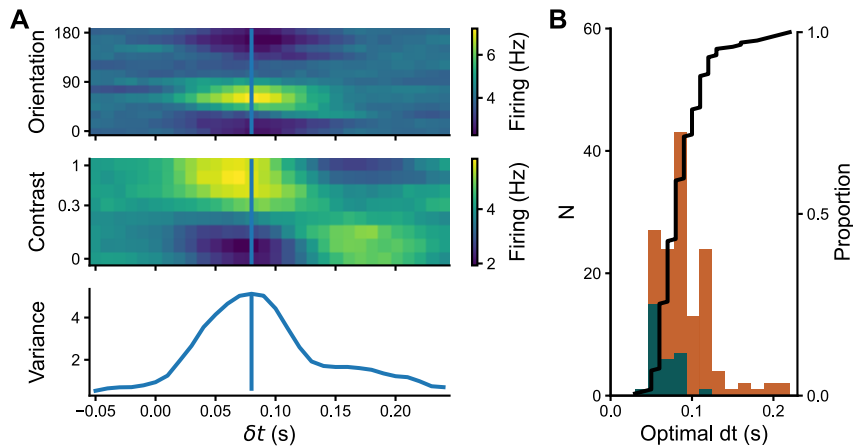 A
Orientation
180
90
0
Firing (Hz)
6
4
Contrast
1
0.3
0
Firing (Hz)
4
2
Variance
4
2
−0.05 0.00 0.05 0.10 0.15 0.20
δt (s)
B
N
60
40
20
0
Proportion
1.0
0.5
0.0
0.0 0.1 0.2
Optimal dt (s)